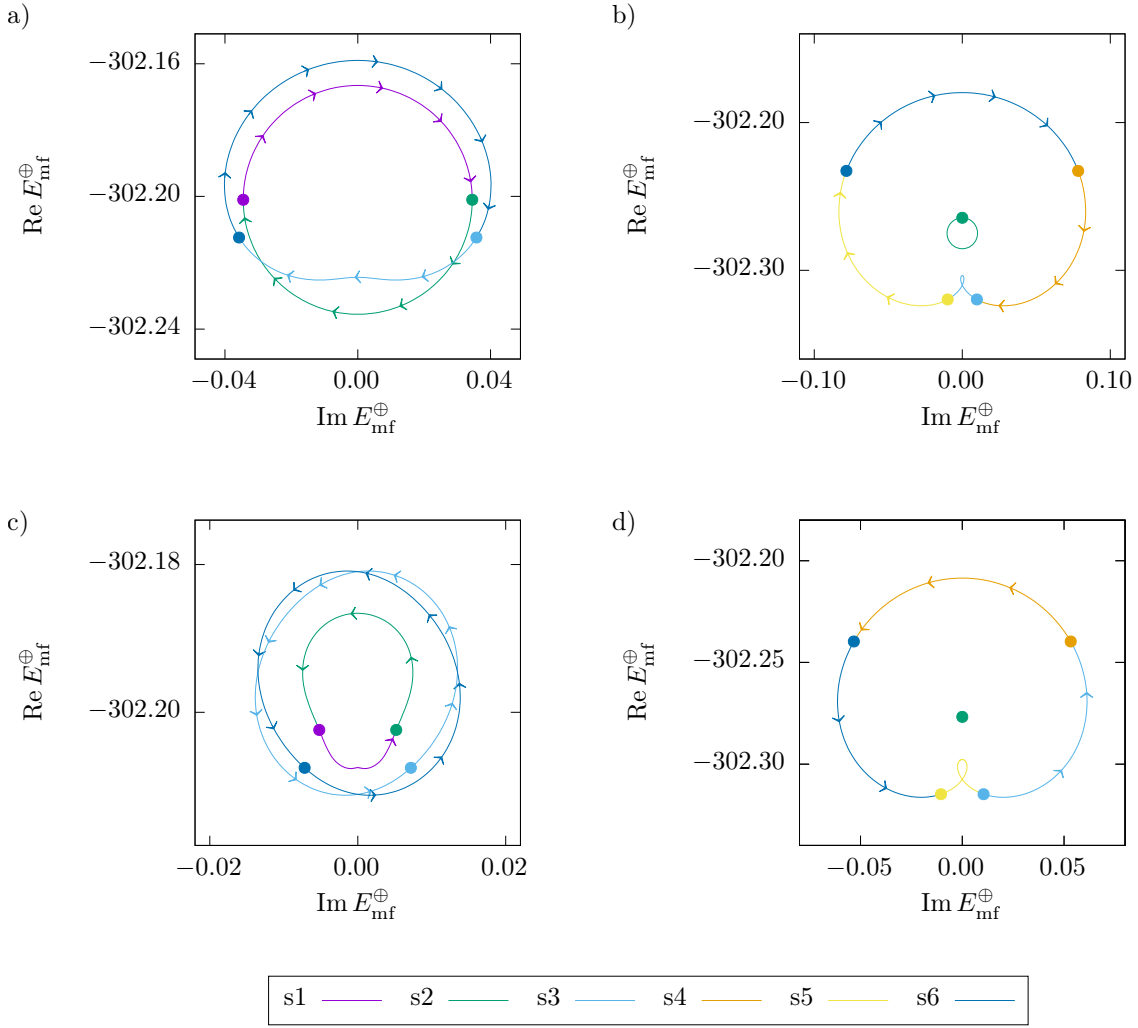 a)
−302.16
−302.20
−302.24
Re E⊕mf
−0.04 0.00 0.04
Im E⊕mf
b)
−302.20
−302.30
Re E⊕mf
−0.10 0.00 0.10
Im E⊕mf
c)
−302.18
−302.20
Re E⊕mf
−0.02 0.00 0.02
Im E⊕mf
d)
−302.20
−302.25
−302.30
Re E⊕mf
−0.05 0.00 0.05
Im E⊕mf
s1 s2 s3 s4 s5 s6